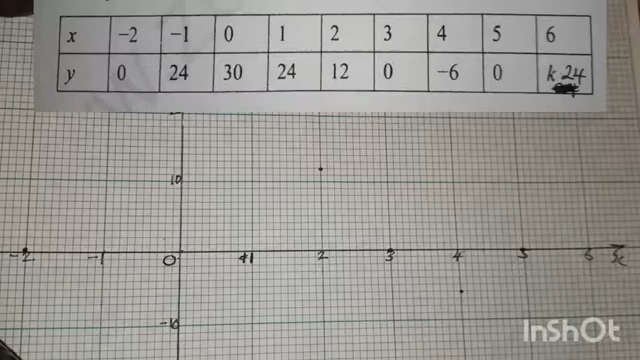 x -2 -1 0 1 2 3 4 5 6
y 0 24 30 24 12 0 -6 0 k 24
10
-2 -1 0 +1 2 3 4 5 6 x
-10
InShOt